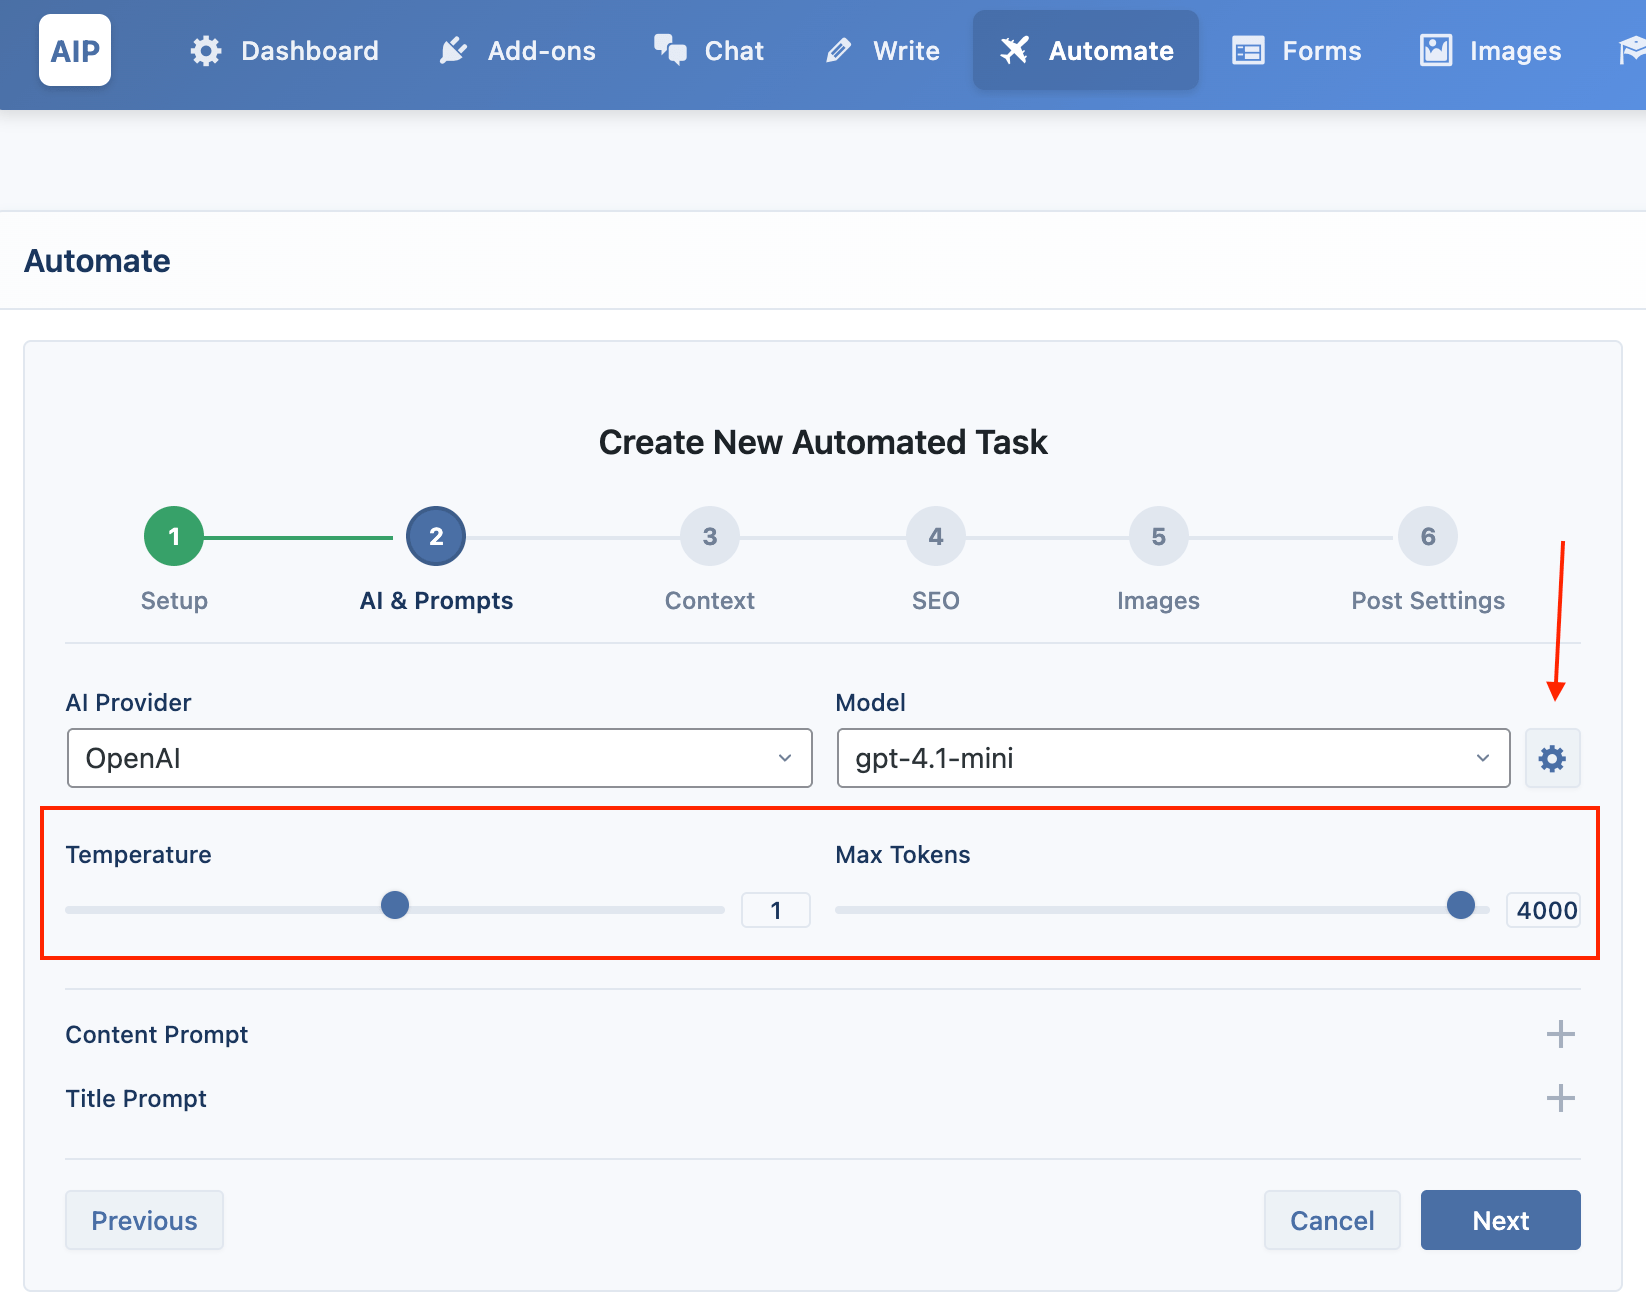 AIP Dashboard Add-ons Chat Write Automate Forms Images
Automate
Create New Automated Task
1 2 3 4 5 6
Setup AI & Prompts Context SEO Images Post Settings
AI Provider Model
OpenAI gpt-4.1-mini
Temperature Max Tokens
1 4000
Content Prompt
Title Prompt
Previous Cancel Next